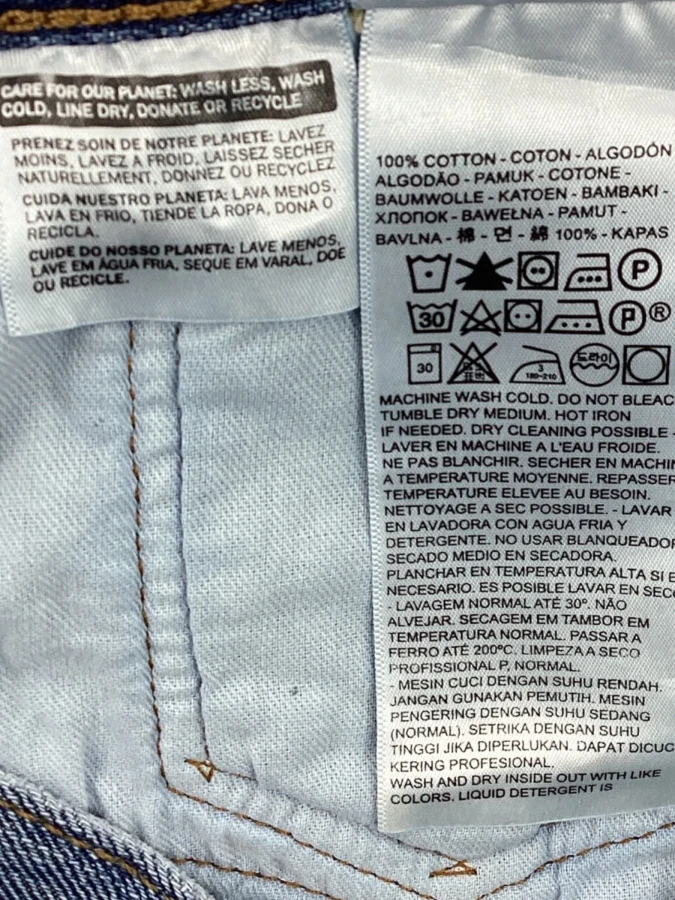 CARE FOR OUR PLANET: WASH LESS, WASH
COLD, LINE DRY, DONATE OR RECYCLE
PRENEZ SOIN DE NOTRE PLANETE: LAVEZ
MOINS, LAVEZ A FROID, LAISSEZ SECHER
NATURELLEMENT, DONNEZ OU RECYCLEZ
CUIDA NUESTRO PLANETA: LAVA MENOS,
LAVA EN FRIO, TIENDE LA ROPA, DONA O
RECICLA.
CUIDE DO NOSSO PLANETA: LAVE MENOS,
LAVE EM ÁGUA FRIA, SEQUE EM VARAL, DOE
OU RECICLE.
100% COTTON - COTON - ALGODÓN
ALGODÃO - PAMUK - COTONE -
BAUMWOLLE - KATOEN - BAMBAKI -
ХЛОПОК - BAWEŁNA - PAMUT -
BAVLNA - 棉 - 면 - 綿 100% - KAPAS
P
30 P ®
30 3 180~210 드라이
MACHINE WASH COLD. DO NOT BLEAC
TUMBLE DRY MEDIUM. HOT IRON
IF NEEDED. DRY CLEANING POSSIBLE -
LAVER EN MACHINE A L'EAU FROIDE.
NE PAS BLANCHIR. SECHER EN MACHIN
A TEMPERATURE MOYENNE. REPASSER
TEMPERATURE ELEVEE AU BESOIN.
NETTOYAGE A SEC POSSIBLE. - LAVAR
EN LAVADORA CON AGUA FRIA Y
DETERGENTE. NO USAR BLANQUEADOR
SECADO MEDIO EN SECADORA.
PLANCHAR EN TEMPERATURA ALTA SI E
NECESARIO. ES POSIBLE LAVAR EN SECO
- LAVAGEM NORMAL ATÉ 30º. NÃO
ALVEJAR. SECAGEM EM TAMBOR EM
TEMPERATURA NORMAL. PASSAR A
FERRO ATÉ 200ºC. LIMPEZA A SECO
PROFISSIONAL P, NORMAL.
- MESIN CUCI DENGAN SUHU RENDAH.
JANGAN GUNAKAN PEMUTIH. MESIN
PENGERING DENGAN SUHU SEDANG
(NORMAL). SETRIKA DENGAN SUHU
TINGGI JIKA DIPERLUKAN. DAPAT DICUC
KERING PROFESIONAL.
WASH AND DRY INSIDE OUT WITH LIKE
COLORS. LIQUID DETERGENT IS